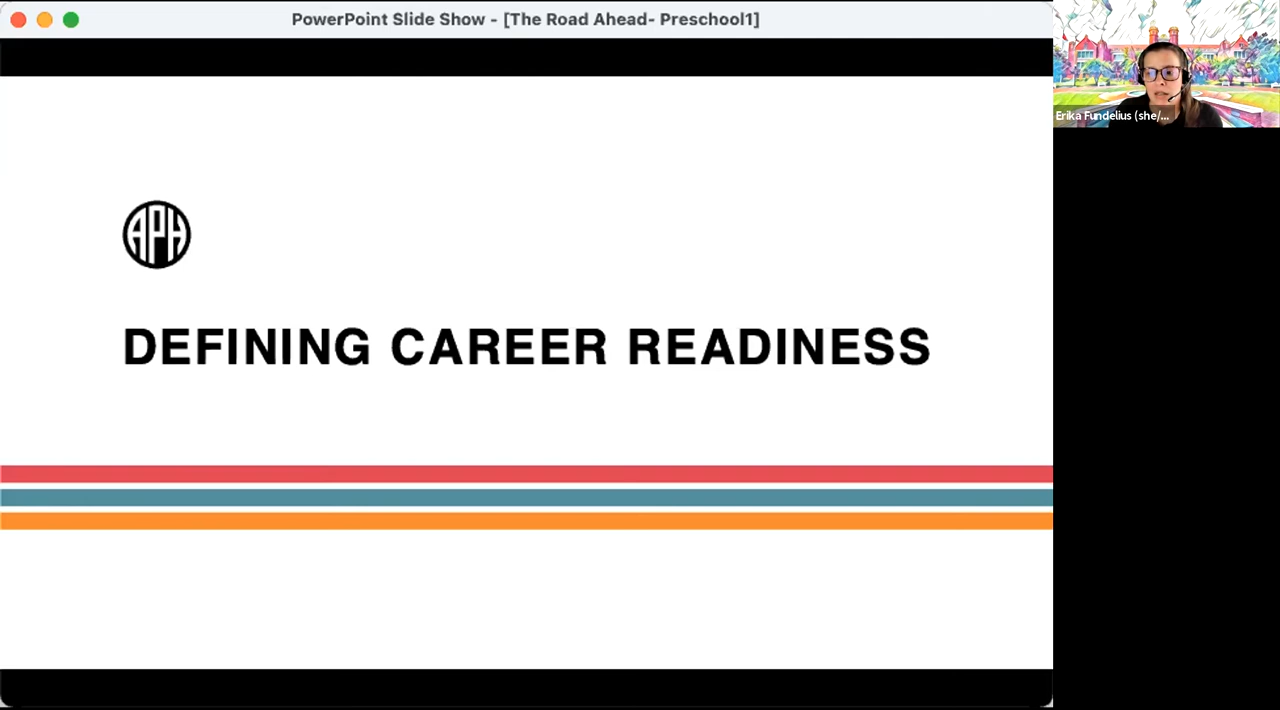 PowerPoint Slide Show - [The Road Ahead- Preschool1]
Erika Fundelius (she/...
APH
DEFINING CAREER READINESS